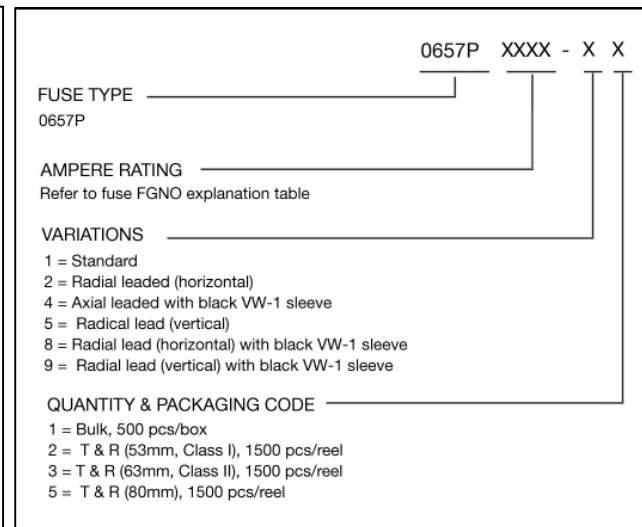 0657P XXXX - X X
FUSE TYPE
0657P
AMPERE RATING
Refer to fuse FGNO explanation table
VARIATIONS
1 = Standard
2 = Radial leaded (horizontal)
4 = Axial leaded with black VW-1 sleeve
5 = Radical lead (vertical)
8 = Radial lead (horizontal) with black VW-1 sleeve
9 = Radial lead (vertical) with black VW-1 sleeve
QUANTITY & PACKAGING CODE
1 = Bulk, 500 pcs/box
2 = T & R (53mm, Class I), 1500 pcs/reel
3 = T & R (63mm, Class II), 1500 pcs/reel
5 = T & R (80mm), 1500 pcs/reel